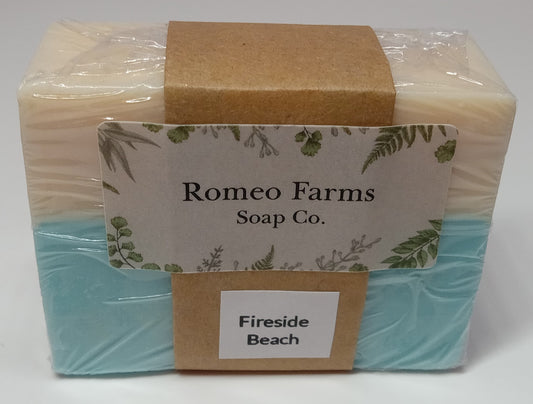 Romeo Farms
Soap Co.
Fireside
Beach